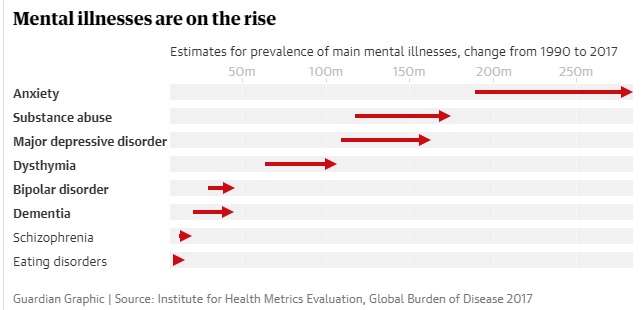 Mental illnesses are on the rise
Estimates for prevalence of main mental illnesses, change from 1990 to 2017
50m 100m 150m 200m 250m
Anxiety
Substance abuse
Major depressive disorder
Dysthymia
Bipolar disorder
Dementia
Schizophrenia
Eating disorders
Guardian Graphic | Source: Institute for Health Metrics Evaluation, Global Burden of Disease 2017